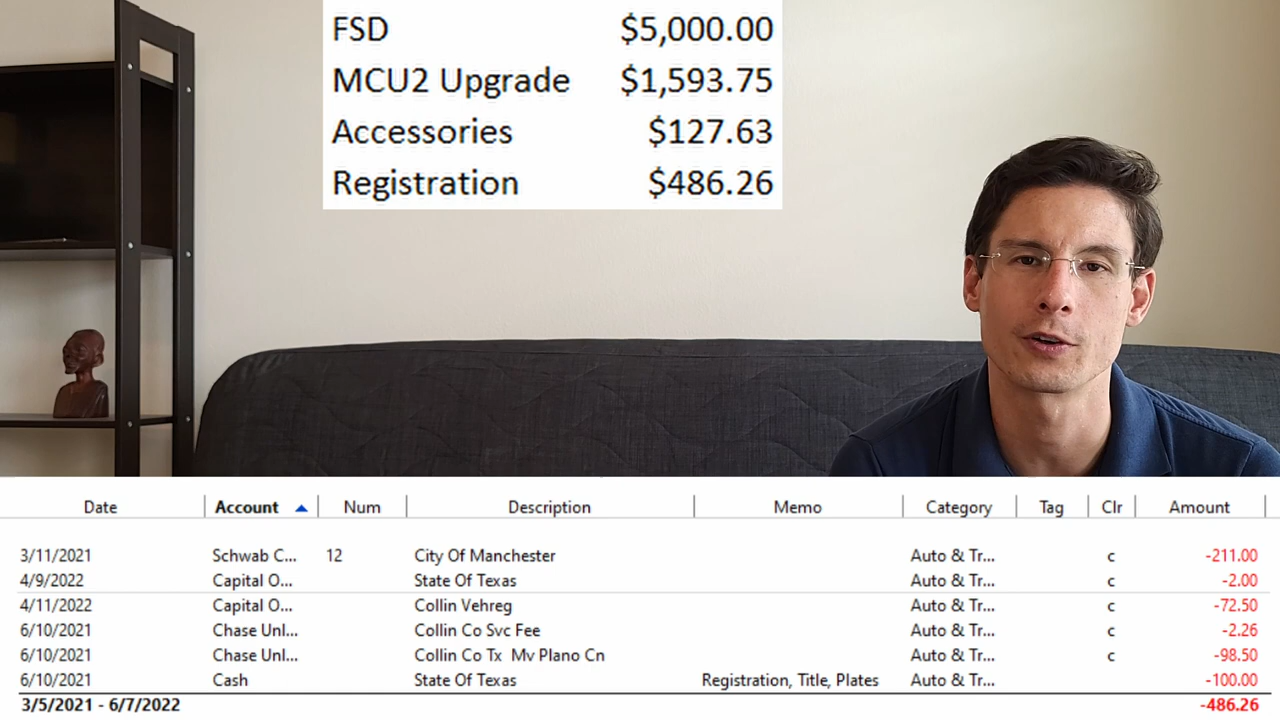 FSD $5,000.00
MCU2 Upgrade $1,593.75
Accessories $127.63
Registration $486.26
Date Account Num Description Memo Category Tag Clr Amount
3/11/2021 Schwab C... 12 City Of Manchester Auto & Tr... c -211.00
4/9/2022 Capital O... State Of Texas Auto & Tr... c -2.00
4/11/2022 Capital O... Collin Vehreg Auto & Tr... c -72.50
6/10/2021 Chase Unl... Collin Co Svc Fee Auto & Tr... c -2.26
6/10/2021 Chase Unl... Collin Co Tx Mv Plano Cn Auto & Tr... c -98.50
6/10/2021 Cash State Of Texas Registration, Title, Plates Auto & Tr... -100.00
3/5/2021 - 6/7/2022 -486.26